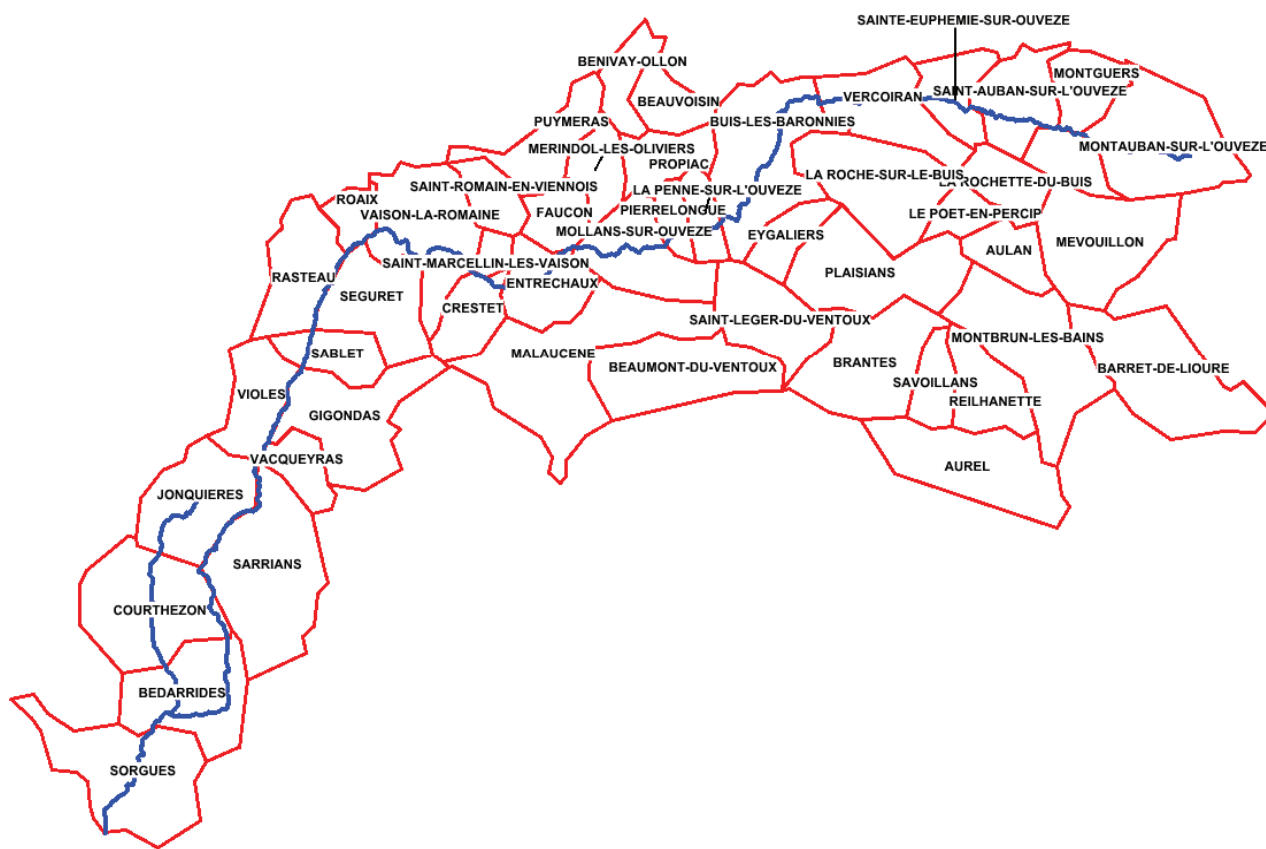 SAINTE-EUPHEMIE-SUR-OUVEZE
BENIVAY-OLLON
MONTGUERS
BEAUVOISIN
VERCOIRAN
SAINT-AUBAN-SUR-L'OUVEZE
PUYMERAS
BUIS-LES-BARONNIES
MERINDOL-LES-OLIVIERS
MONTAUBAN-SUR-L'OUVEZE
PROPIAC
LA ROCHE-SUR-LE-BUIS
LA ROCHETTE-DU-BUIS
SAINT-ROMAIN-EN-VIENNOIS
LA PENNE-SUR-L'OUVEZE
ROAIX
VAISON-LA-ROMAINE
FAUCON
PIERRELONGUE
LE POET-EN-PERCIP
MOLLANS-SUR-OUVEZE
EYGALIERS
AULAN
MEVOUILLON
SAINT-MARCELLIN-LES-VAISON
RASTEAU
PLAISIANS
ENTRECHAUX
SEGURET
CRESTET
SAINT-LEGER-DU-VENTOUX
MONTBRUN-LES-BAINS
SABLET
MALAUCENE
BEAUMONT-DU-VENTOUX
BRANTES
BARRET-DE-LIOURE
SAVOILLANS
VIOLES
REILHANETTE
GIGONDAS
VACQUEYRAS
AUREL
JONQUIERES
SARRIANS
COURTHEZON
BEDARRIDES
SORGUES